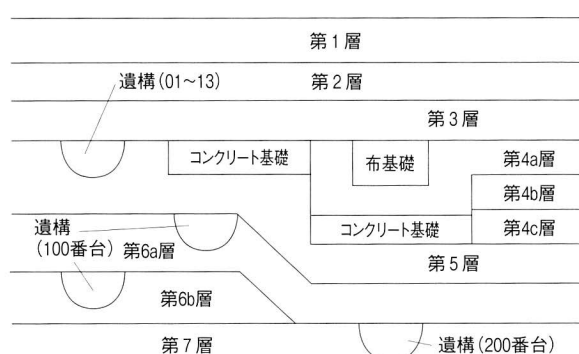 第1層
遺構(01～13)
第2層
第3層
コンクリート基礎
布基礎
第4a層
第4b層
コンクリート基礎
第4c層
遺構
(100番台)
第6a層
第5層
第6b層
第7層
遺構(200番台)